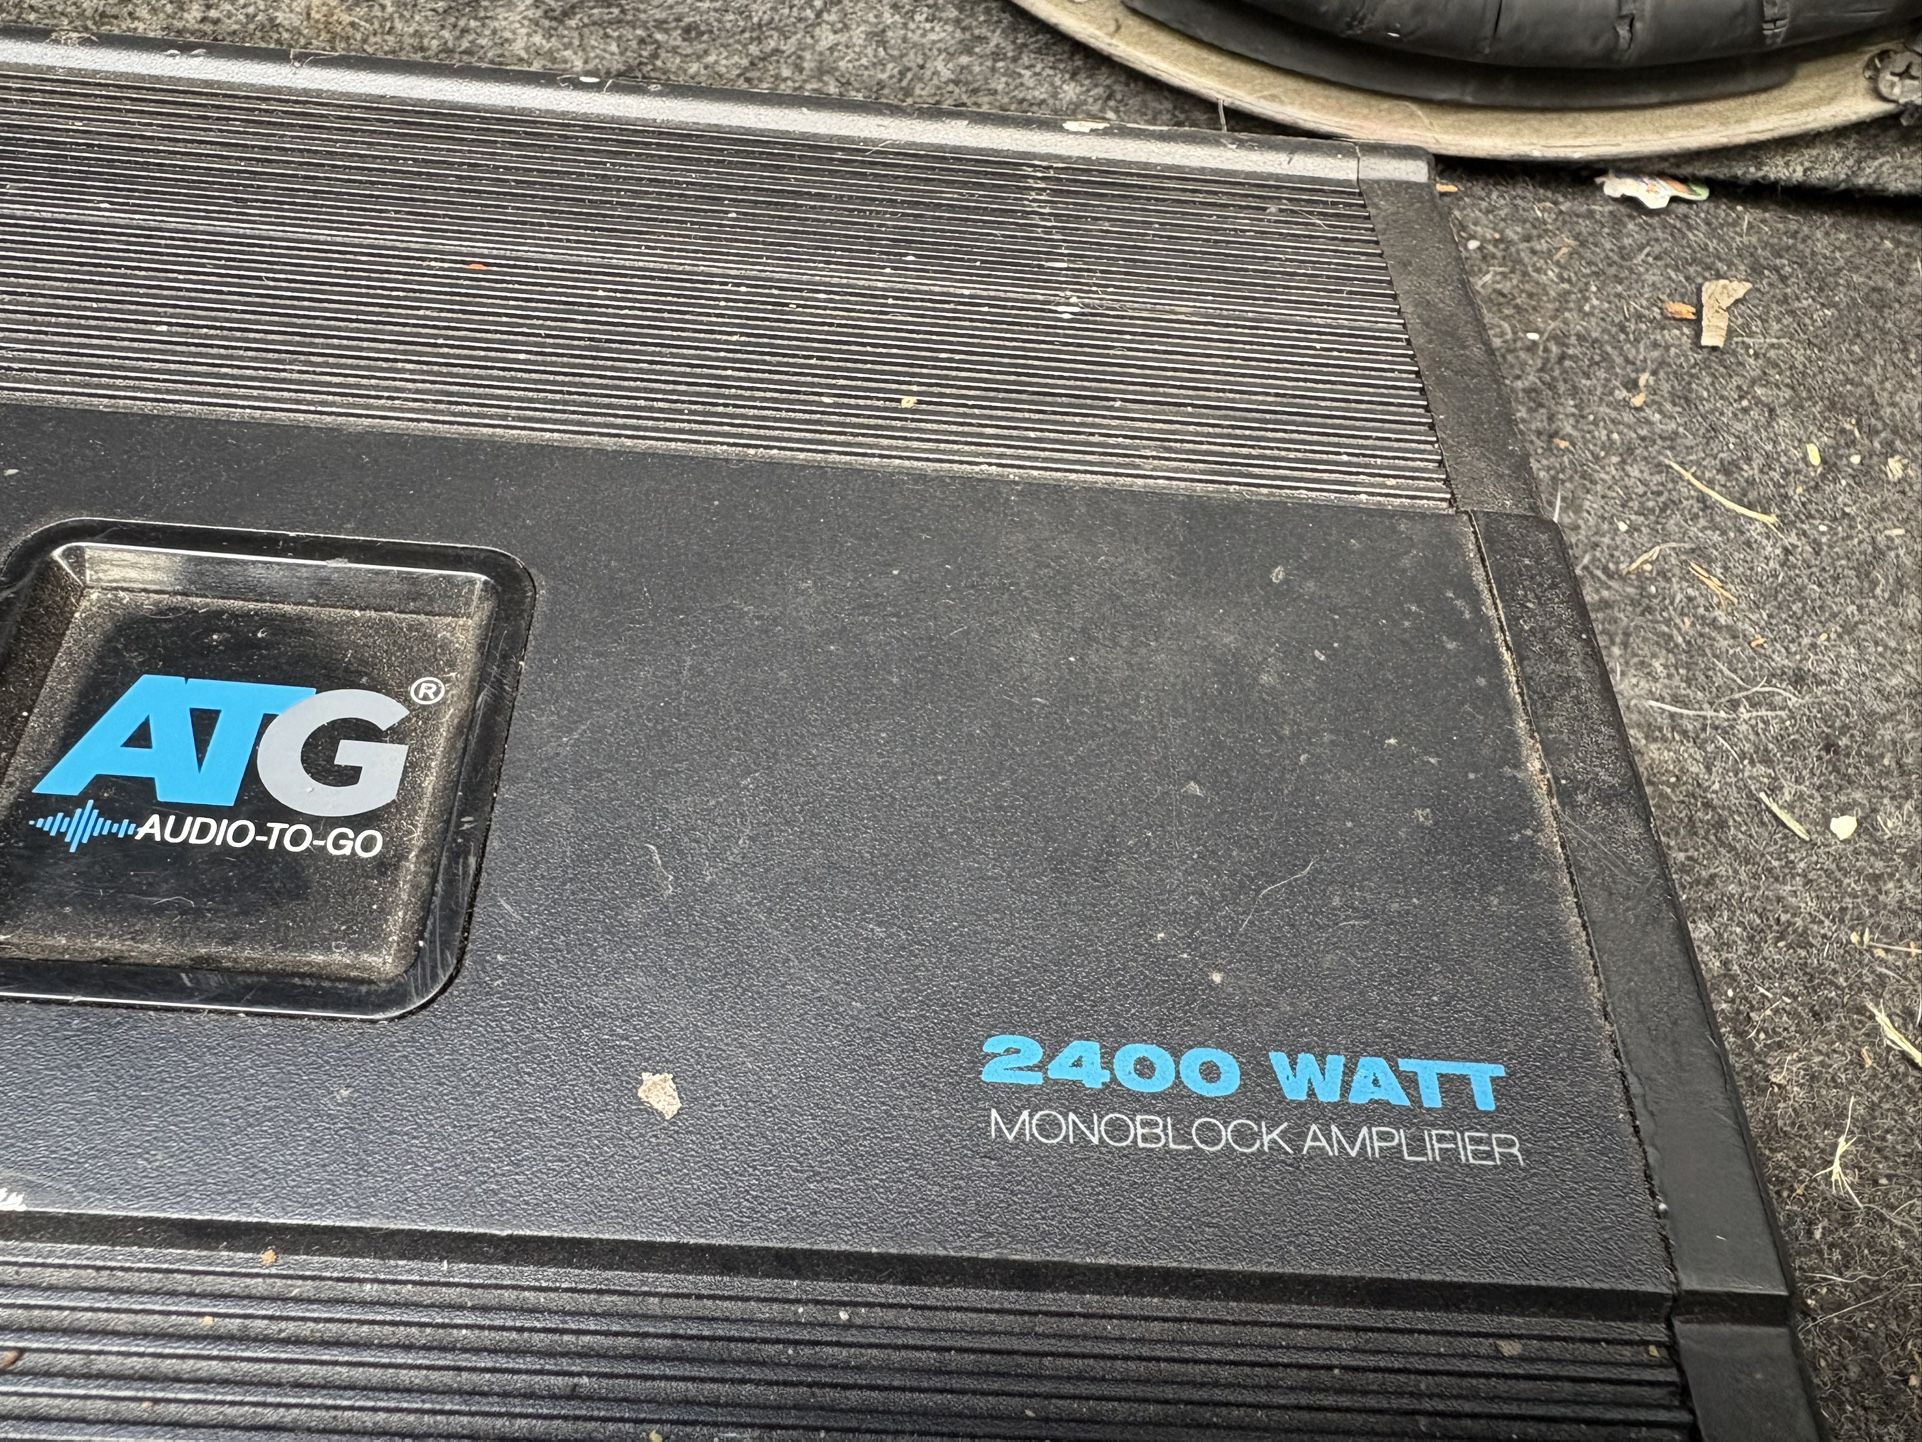 ATG®
AUDIO-TO-GO
2400 WATT
MONOBLOCK AMPLIFIER